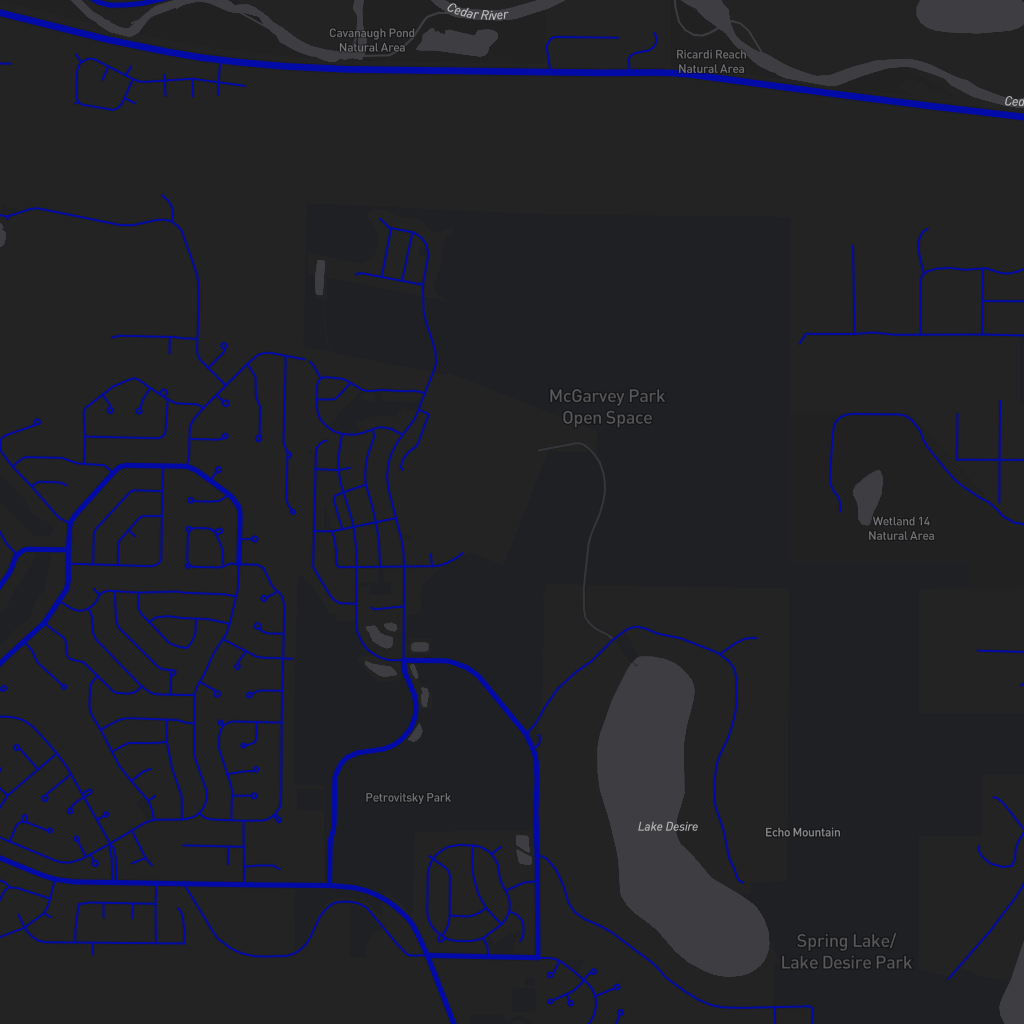 Cedar River
Cavanaugh Pond
Natural Area
Ricardi Reach
Natural Area
Ced
McGarvey Park
Open Space
Wetland 14
Natural Area
Petrovitsky Park
Lake Desire
Echo Mountain
Spring Lake/
Lake Desire Park